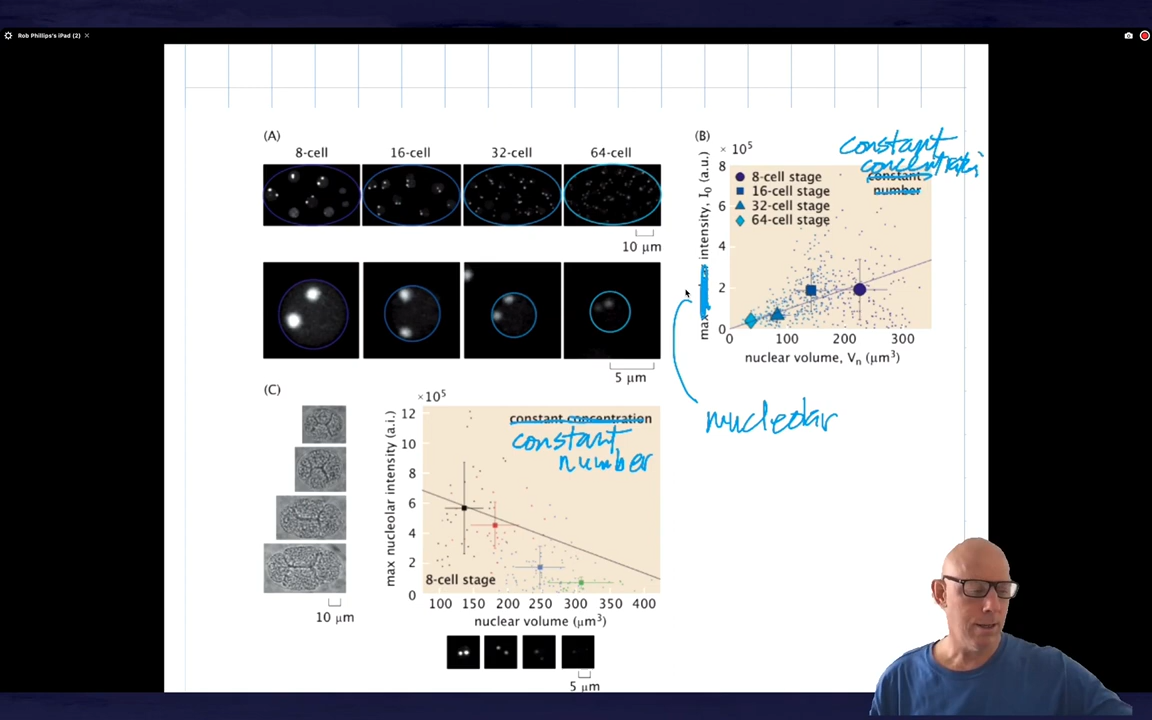 Rob Phillips's iPad (2) ×
(A)
8-cell 16-cell 32-cell 64-cell
10 µm
5 µm
(B)
× 10⁵
constant
constant
number
8-cell stage
16-cell stage
32-cell stage
64-cell stage
max intensity, I₀ (a.u.)
8
6
4
2
0
0 100 200 300
nuclear volume, Vₙ (µm³)
nucleolar
(C)
10 µm
×10⁵
constant concentration
constant
number
max nucleolar intensity (a.i.)
12
10
8
6
4
2
0
8-cell stage
100 150 200 250 300 350 400
nuclear volume (µm³)
5 µm